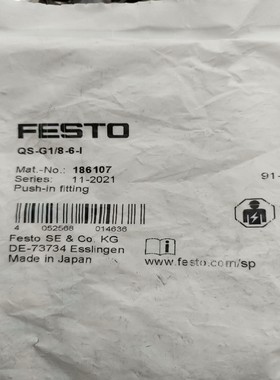 FESTO
QS-G1/8-6-I
Mat.-No.: 186107
Series: 11-2021
Push-in fitting
91-
4 052568 014636
Festo SE & Co. KG
DE-73734 Esslingen
Made in Japan
www.festo.com/sp